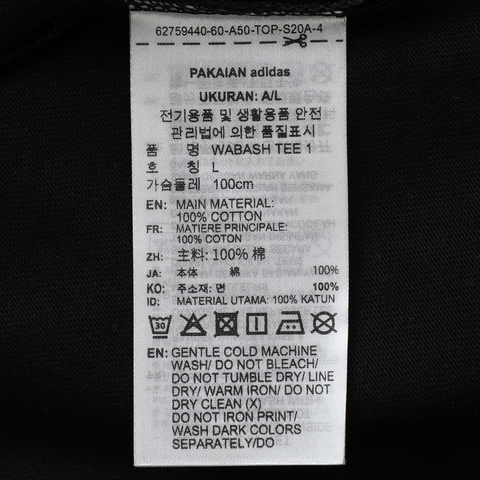 62759440-60-A50-TOP-S20A-4
PAKAIAN adidas
UKURAN: A/L
전기용품 및 생활용품 안전
관리법에 의한 품질표시
품 명 WABASH TEE 1
호 칭 L
가슴둘레 100cm
EN: MAIN MATERIAL:
100% COTTON
FR: MATIERE PRINCIPALE:
100% COTON
ZH: 主料: 100% 棉
JA: 本体 綿 100%
KO: 주소재: 면 100%
ID: MATERIAL UTAMA: 100% KATUN
30
EN: GENTLE COLD MACHINE
WASH/ DO NOT BLEACH/
DO NOT TUMBLE DRY/ LINE
DRY/ WARM IRON/ DO NOT
DRY CLEAN (X)
DO NOT IRON PRINT/
WASH DARK COLORS
SEPARATELY/DO